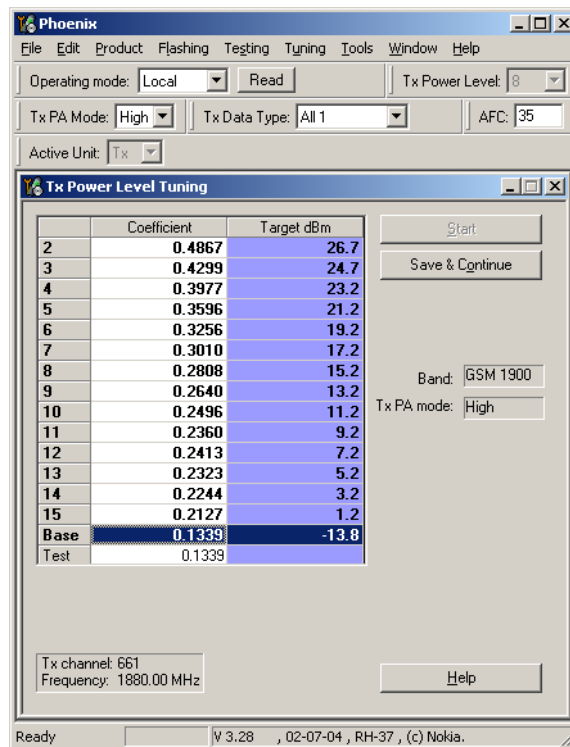 Phoenix
File Edit Product Flashing Testing Tuning Tools Window Help
Operating mode: Local Read Tx Power Level: 8
Tx PA Mode: High Tx Data Type: All 1 AFC: 35
Active Unit: Tx
Tx Power Level Tuning
Coefficient Target dBm Start
2 0.4867 26.7
3 0.4299 24.7 Save & Continue
4 0.3977 23.2
5 0.3596 21.2
6 0.3256 19.2
7 0.3010 17.2
8 0.2808 15.2 Band: GSM 1900
9 0.2640 13.2
10 0.2496 11.2 Tx PA mode: High
11 0.2360 9.2
12 0.2413 7.2
13 0.2323 5.2
14 0.2244 3.2
15 0.2127 1.2
Base 0.1339 -13.8
Test 0.1339
Tx channel: 661
Frequency: 1880.00 MHz Help
Ready V 3.28 , 02-07-04 , RH-37 , (c) Nokia.